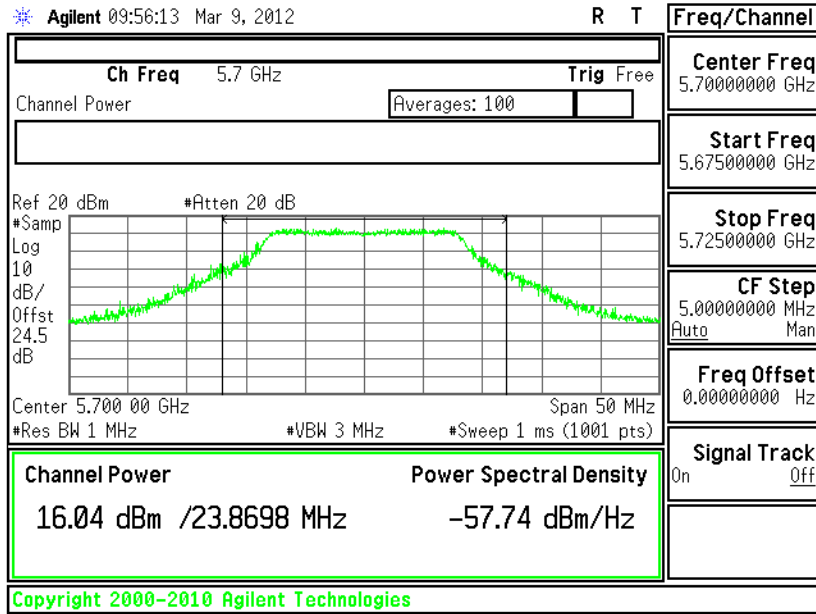 Agilent 09:56:13 Mar 9, 2012 R T
Ch Freq 5.7 GHz Trig Free
Channel Power Averages: 100
Ref 20 dBm #Atten 20 dB
#Samp
Log
10
dB/
Offst
24.5
dB
Center 5.700 00 GHz Span 50 MHz
#Res BW 1 MHz #VBW 3 MHz #Sweep 1 ms (1001 pts)
Channel Power Power Spectral Density
16.04 dBm /23.8698 MHz -57.74 dBm/Hz
Copyright 2000-2010 Agilent Technologies
Freq/Channel
Center Freq
5.70000000 GHz
Start Freq
5.67500000 GHz
Stop Freq
5.72500000 GHz
CF Step
5.00000000 MHz
Auto Man
Freq Offset
0.00000000 Hz
Signal Track
On Off